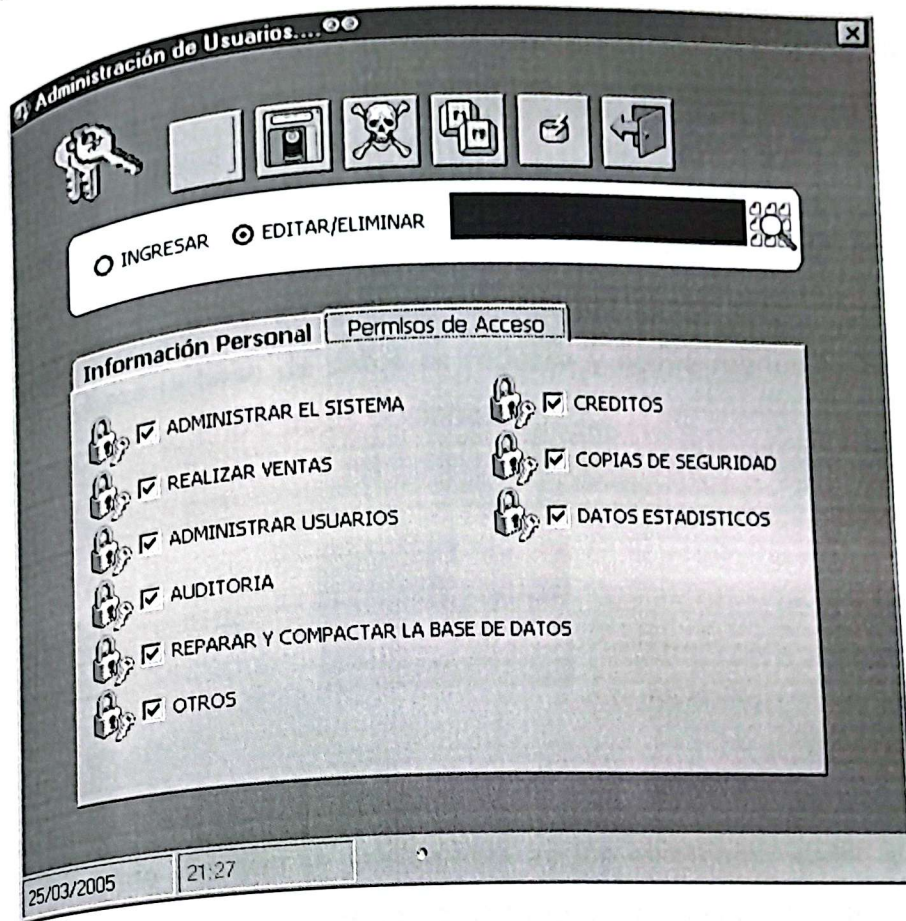 Administración de Usuarios....
INGRESAR
EDITAR/ELIMINAR
Información Personal
Permisos de Acceso
ADMINISTRAR EL SISTEMA
REALIZAR VENTAS
ADMINISTRAR USUARIOS
AUDITORIA
REPARAR Y COMPACTAR LA BASE DE DATOS
OTROS
CREDITOS
COPIAS DE SEGURIDAD
DATOS ESTADISTICOS
25/03/2005
21:27